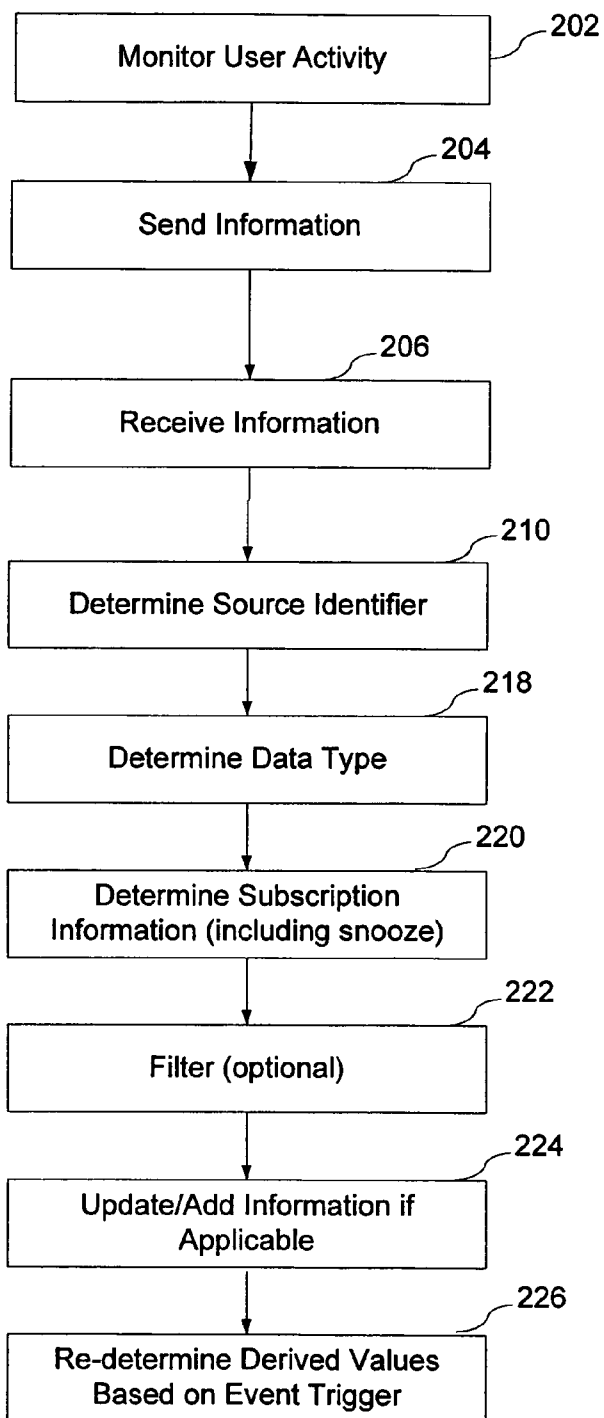 202
Monitor User Activity
204
Send Information
206
Receive Information
210
Determine Source Identifier
218
Determine Data Type
220
Determine Subscription
Information (including snooze)
222
Filter (optional)
224
Update/Add Information if
Applicable
226
Re-determine Derived Values
Based on Event Trigger